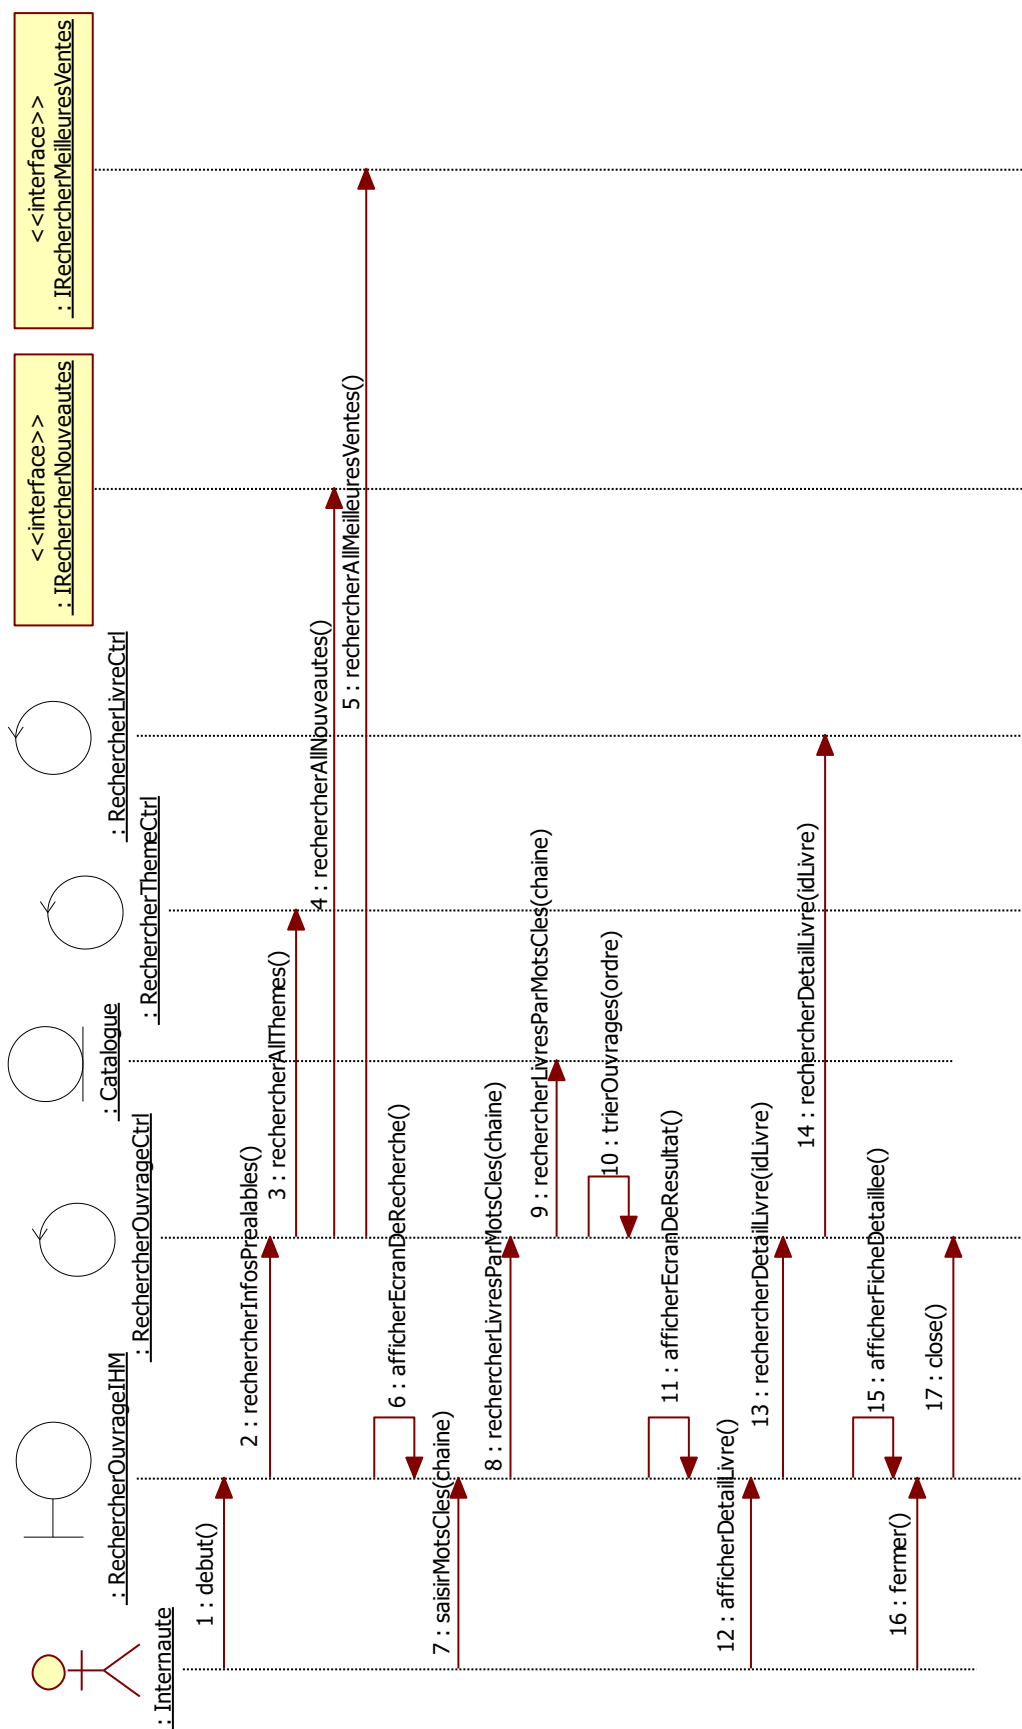 : Internaute
: RechercherOuvrageIHM
: RechercherOuvrageCtrl
: Catalogue
: RechercherThemeCtrl
: RechercherLivreCtrl
<<interface>>
: IRechercherNouveautes
<<interface>>
: IRechercherMeilleuresVentes
1 : debut()
2 : rechercherInfosPrealables()
3 : rechercherAllThemes()
4 : rechercherAllNouveautes()
5 : rechercherAllMeilleuresVentes()
6 : afficherEcranDeRecherche()
7 : saisirMotsCles(chaine)
8 : rechercherLivresParMotsCles(chaine)
9 : rechercherLivresParMotsCles(chaine)
10 : trierOuvrages(ordre)
11 : afficherEcranDeResultat()
12 : afficherDetailLivre()
13 : rechercherDetailLivre(idLivre)
14 : rechercherDetailLivre(idLivre)
15 : afficherFicheDetaillee()
16 : fermer()
17 : close()